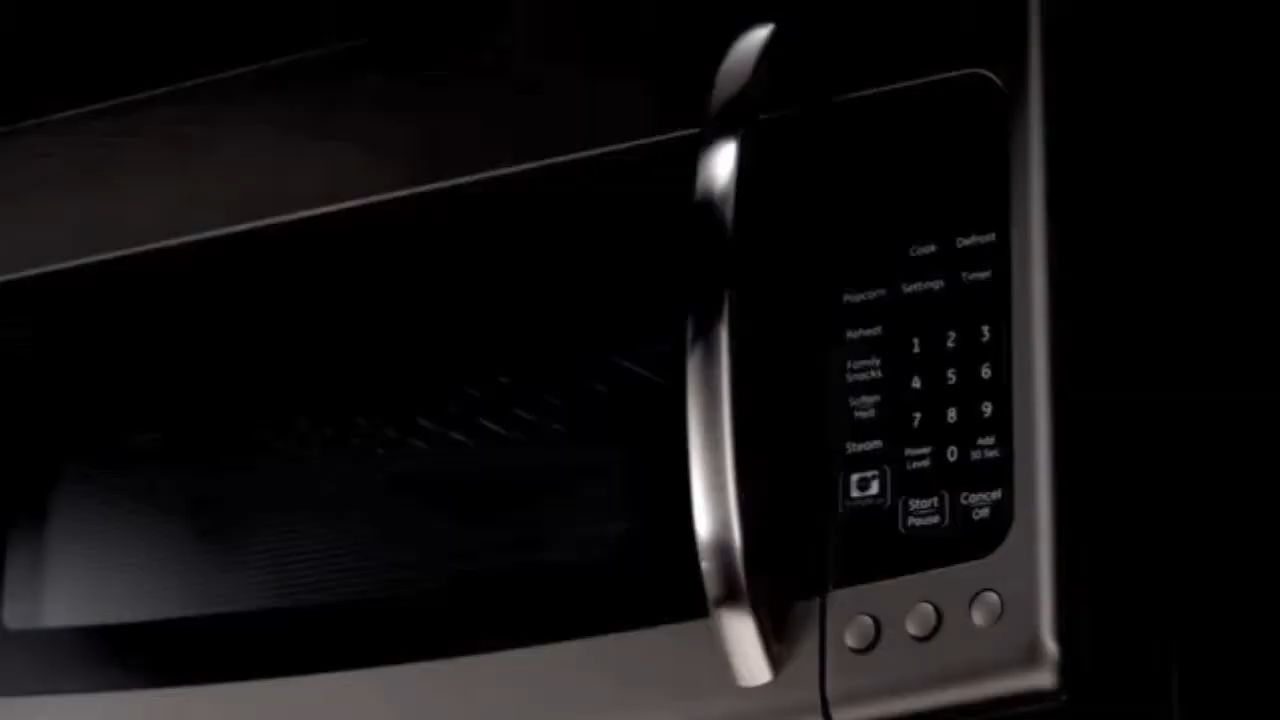 Cook Defrost
Popcorn Settings Timer
Reheat
1 2 3
Family
Snacks
4 5 6
Soften
Melt
7 8 9
Steam
Power
Level
0
Add
30 Sec.
Start
Pause
Cancel
Off